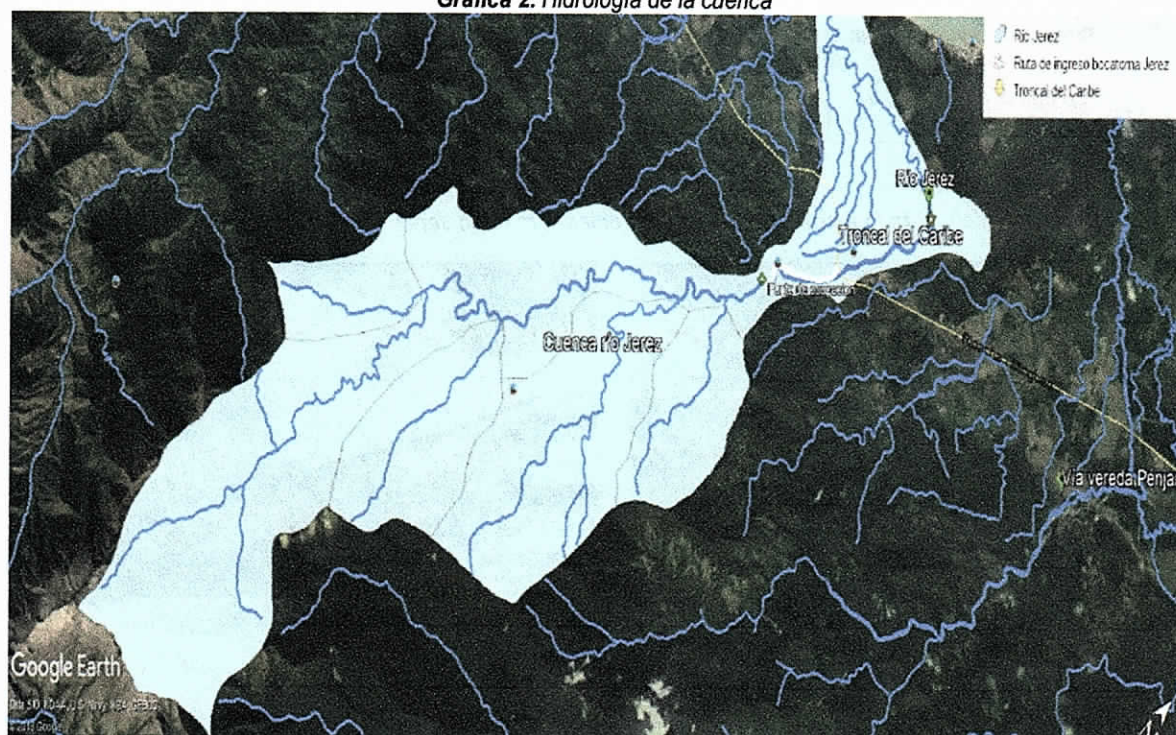 Gráfica 2. Hidrología de la cuenca
Río Jerez
Ruta de ingreso bocatoma Jerez
Troncal del Caribe
Río Jerez
Troncal del Caribe
Cuenca río Jerez
Vía vereda Penja
Google Earth